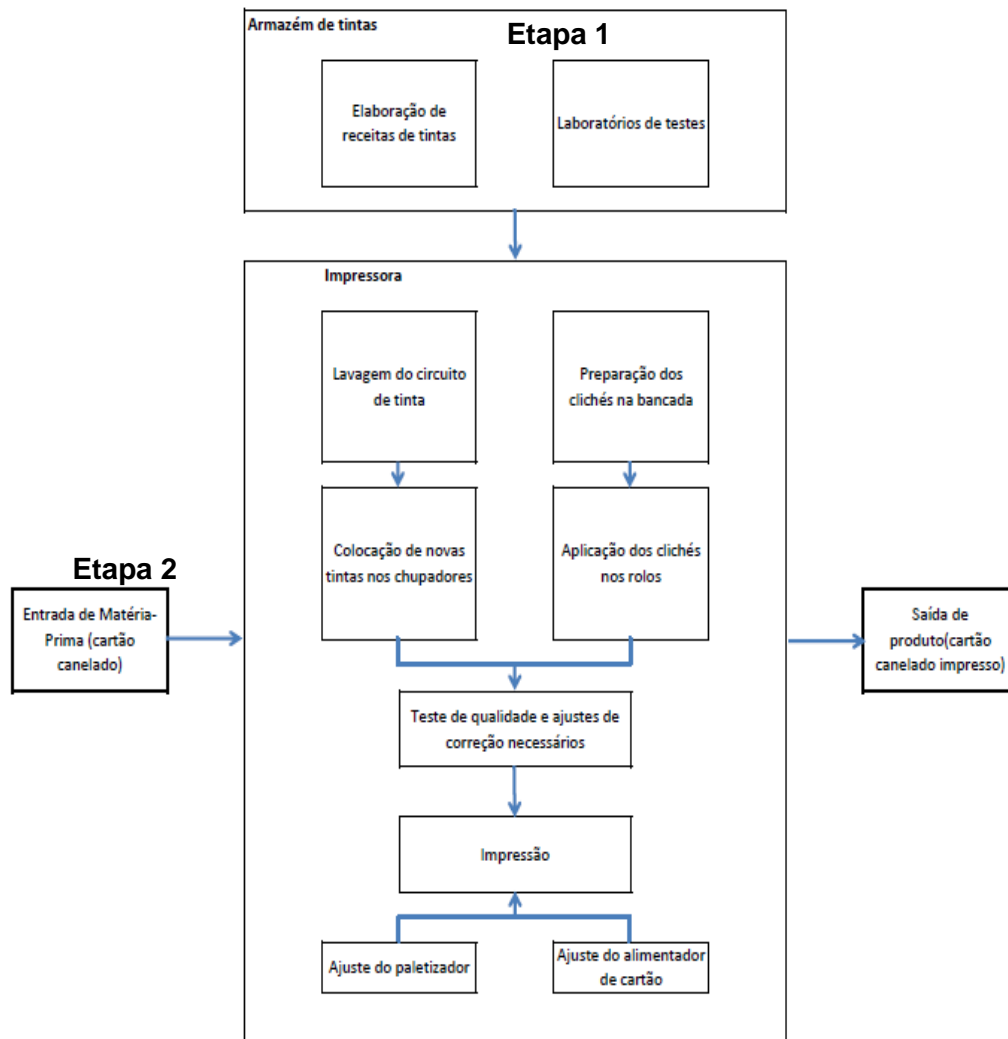 Armazém de tintas
Etapa 1
Elaboração de
receitas de tintas
Laboratórios de testes
Impressora
Lavagem do circuito
de tinta
Preparação dos
clichés na bancada
Colocação de novas
tintas nos chupadores
Aplicação dos clichés
nos rolos
Etapa 2
Entrada de Matéria-
Prima (cartão
canelado)
Saída de
produto(cartão
canelado impresso)
Teste de qualidade e ajustes de
correção necessários
Impressão
Ajuste do paletizador
Ajuste do alimentador
de cartão